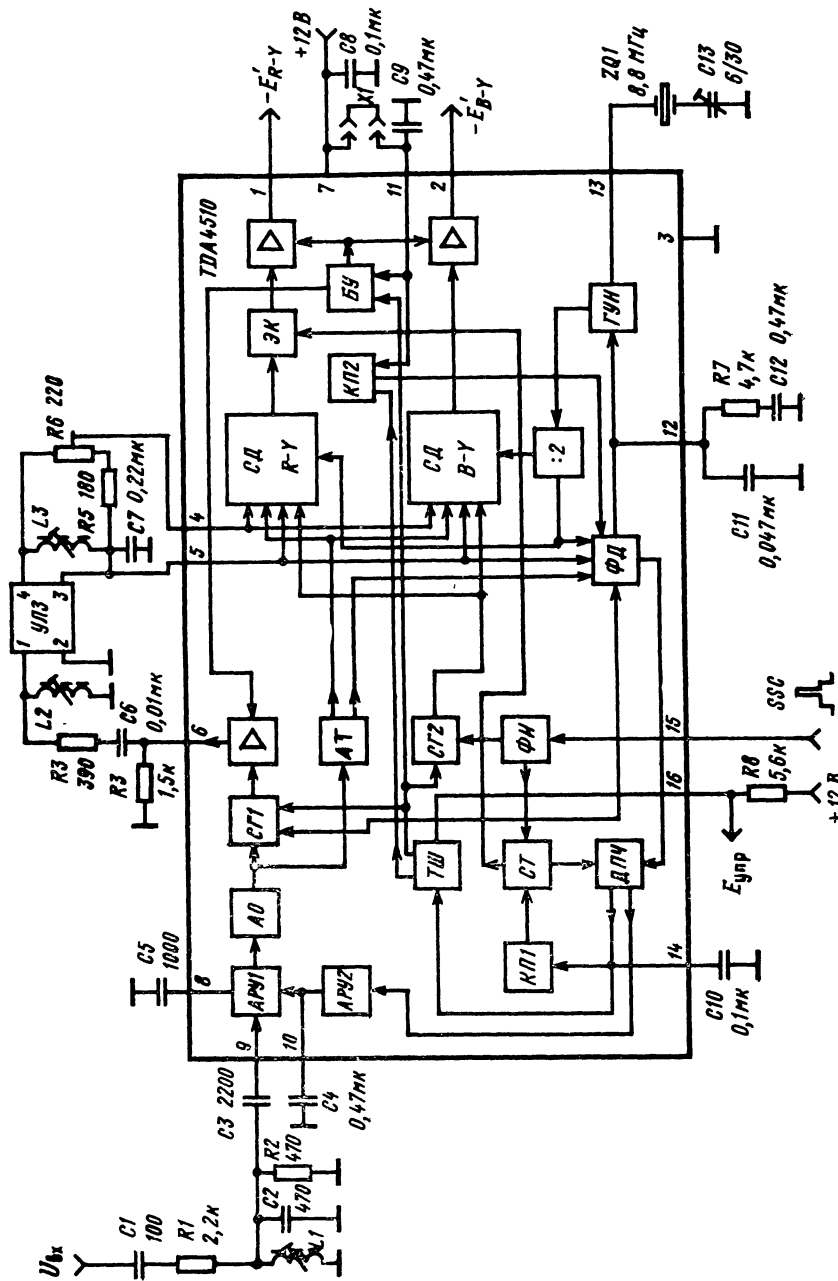 Uвх
C1
100
R1
2,2к
L1
C2
470
R2
470
C3 2200
C4
0,47мк
9
10
C5
1000
8
АРУ1
АРУ2
АО
СГ1
6
R3
1,5к
C6
0,01мк
R3
390
L2
1
2
УЛЗ
4
3
L3
R5 180
C7 0,22мк
R6 220
5
4
АТ
СД
R-Y
ЭК
БУ
КП2
СД
B-Y
:2
ГУН
ФД
СГ2
ФИ
ТШ
СТ
КП1
ДПЧ
TDA4510
1
-E'R-Y
7
+12В
C8
0,1мк
X1
C9
0,47мк
11
2
-E'B-Y
13
ZQ1
8,8 МГц
C13
6/30
3
12
R7
4,7к
C12 0,47мк
C11
0,047мк
15
SSC
16
R8
5,6к
+12В
Eупр
14
C10
0,1мк